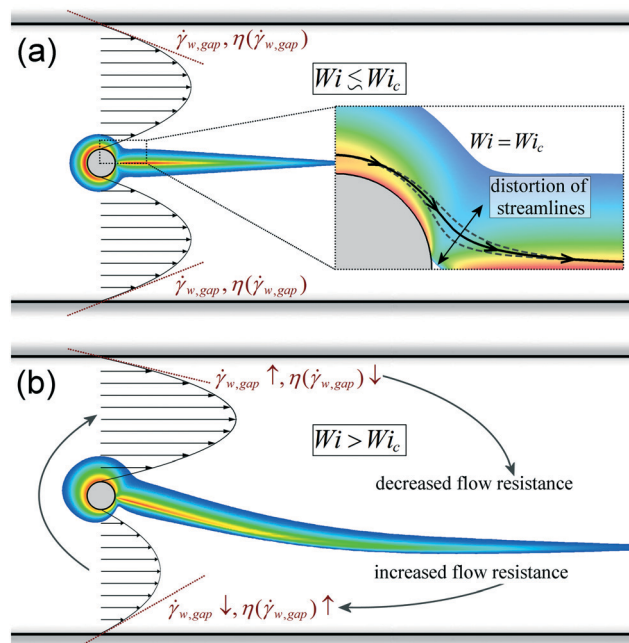 (a)
γ̇w,gap, η(γ̇w,gap)
Wi ≲ Wic
Wi = Wic
distortion of
streamlines
γ̇w,gap, η(γ̇w,gap)
(b)
γ̇w,gap ↑, η(γ̇w,gap) ↓
Wi > Wic
decreased flow resistance
increased flow resistance
γ̇w,gap ↓, η(γ̇w,gap) ↑